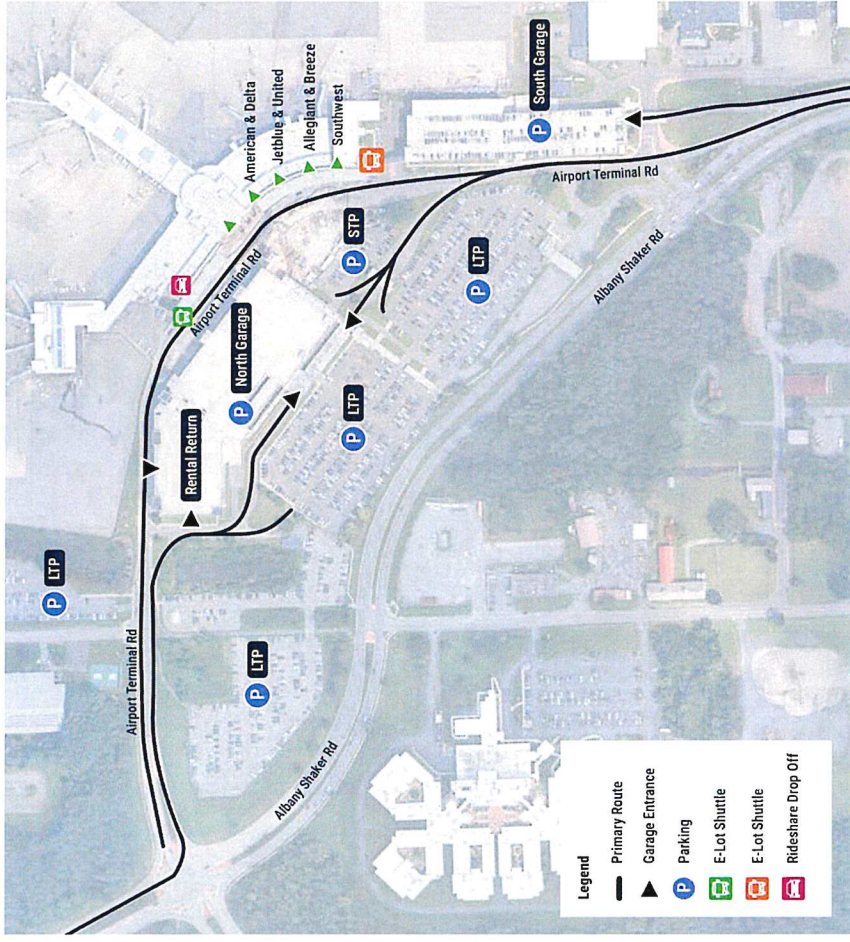 LTP
Airport Terminal Rd
Rental Return
North Garage
Airport Terminal Rd
American & Delta
Jetblue & United
Allegiant & Breeze
Southwest
STP
LTP
LTP
LTP
South Garage
Airport Terminal Rd
Albany Shaker Rd
Albany Shaker Rd
Legend
Primary Route
Garage Entrance
P Parking
E-Lot Shuttle
E-Lot Shuttle
Rideshare Drop Off
P
P
P
P
P
P
P